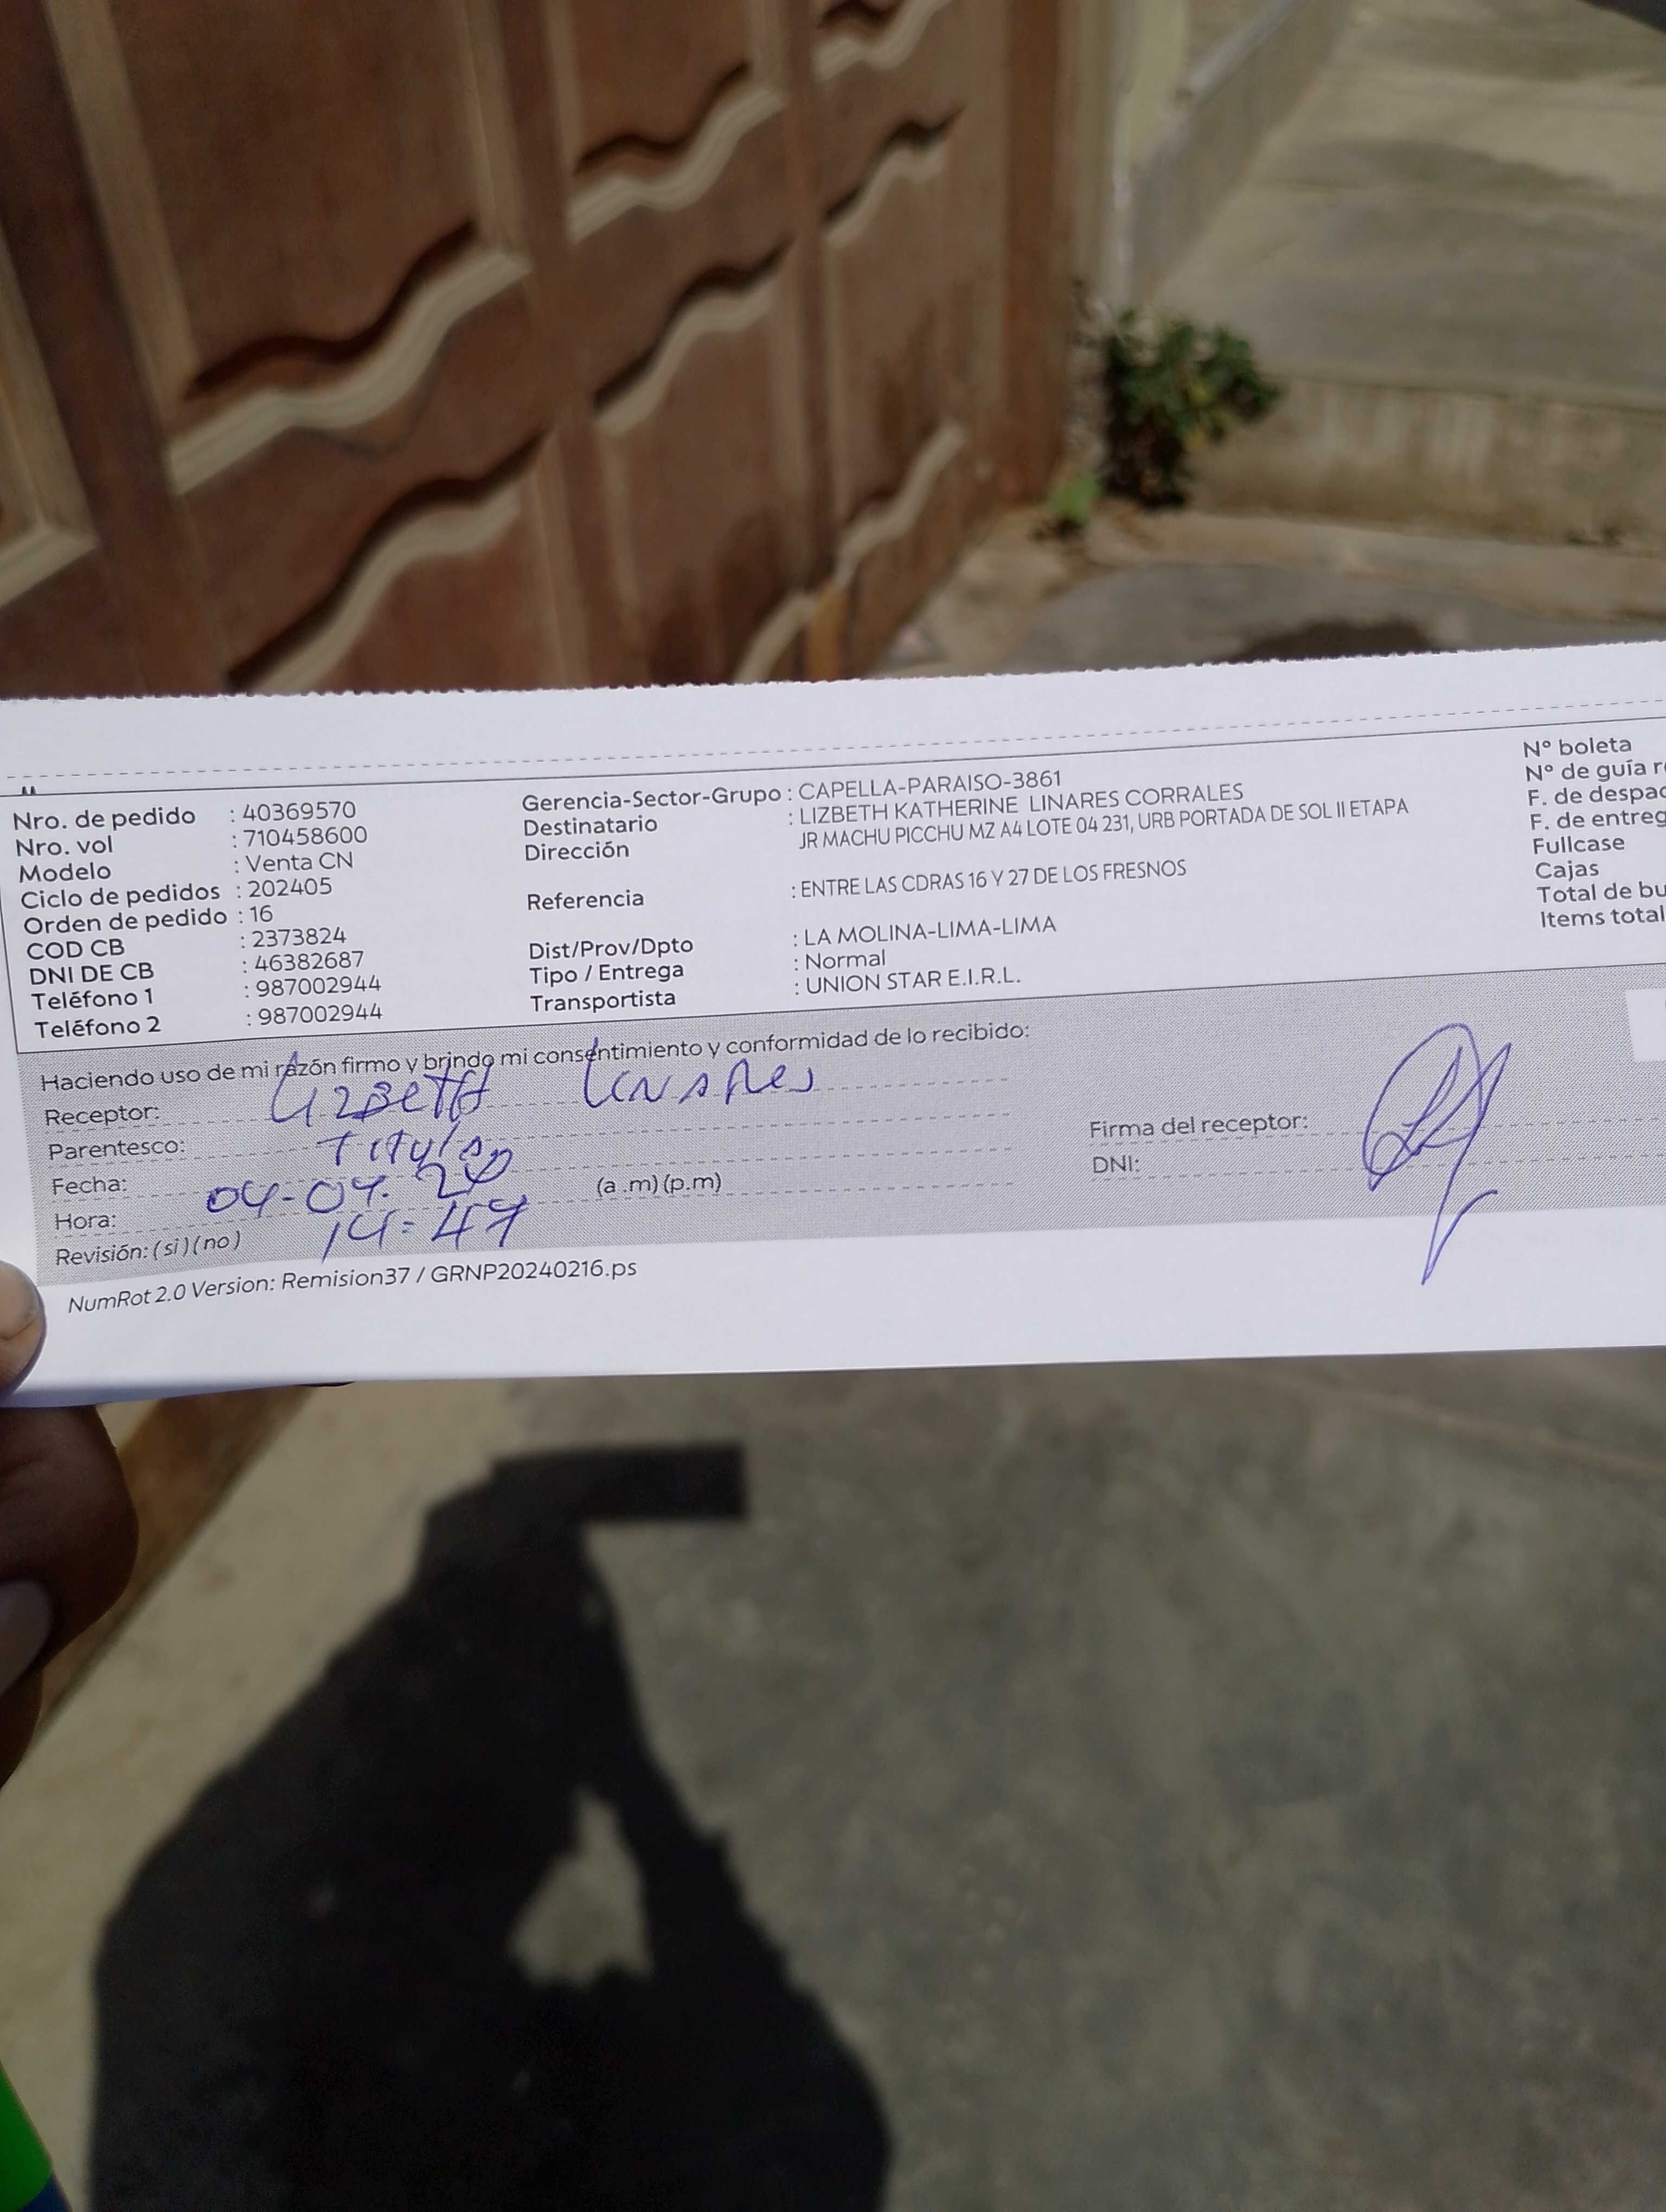 Nro. de pedido : 40369570
Nro. vol : 710458600
Modelo : Venta CN
Ciclo de pedidos : 202405
Orden de pedido : 16
COD CB : 2373824
DNI DE CB : 46382687
Teléfono 1 : 987002944
Teléfono 2 : 987002944
Gerencia-Sector-Grupo : CAPELLA-PARAISO-3861
Destinatario : LIZBETH KATHERINE LINARES CORRALES
Dirección JR MACHU PICCHU MZ A4 LOTE 04 231, URB PORTADA DE SOL II ETAPA
Referencia : ENTRE LAS CDRAS 16 Y 27 DE LOS FRESNOS
Dist/Prov/Dpto : LA MOLINA-LIMA-LIMA
Tipo / Entrega : Normal
Transportista : UNION STAR E.I.R.L.
Nº boleta
Nº de guía
F. de despac
F. de entreg
Fullcase
Cajas
Total de bu
Items total
Haciendo uso de mi razón firmo y brindo mi consentimiento y conformidad de lo recibido:
Receptor: Lizbeth Linares
Parentesco: Titular
Fecha: 04-04.
Hora: 14:47 (a .m) (p.m)
Revisión: (si) (no)
Firma del receptor:
DNI:
NumRot 2.0 Version: Remision37 / GRNP20240216.ps